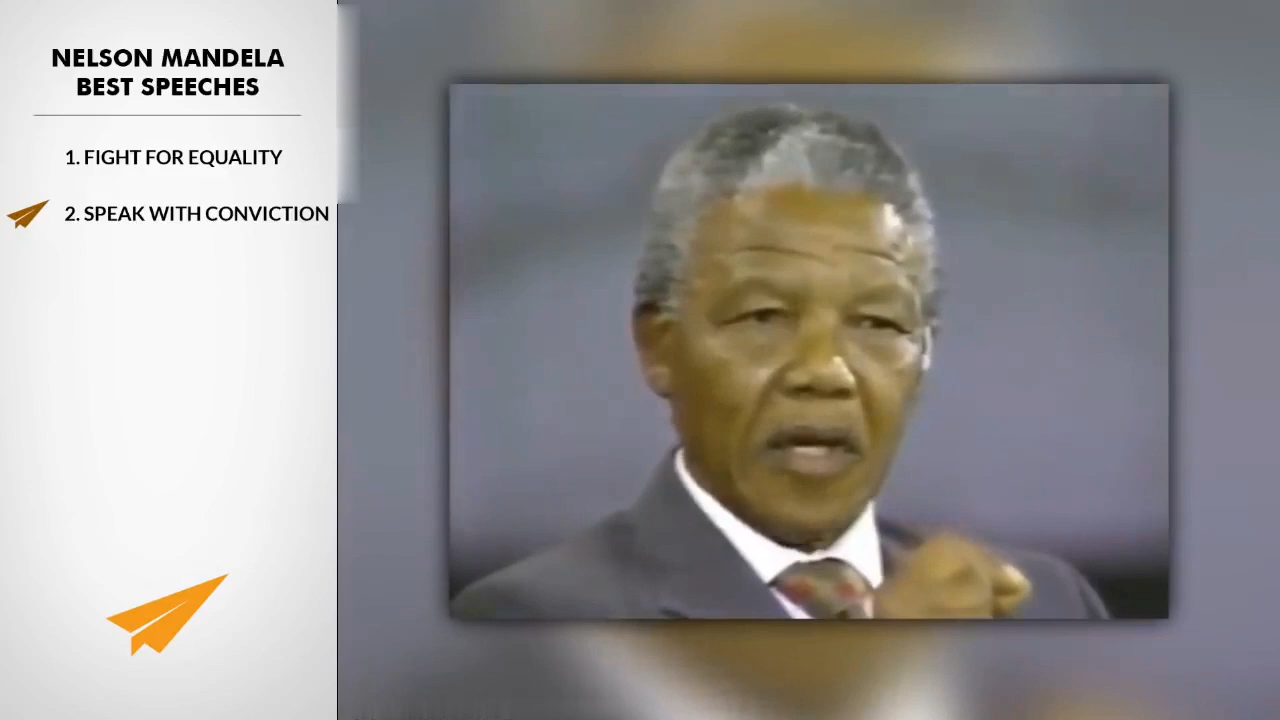 NELSON MANDELA
BEST SPEECHES
1. FIGHT FOR EQUALITY
2. SPEAK WITH CONVICTION